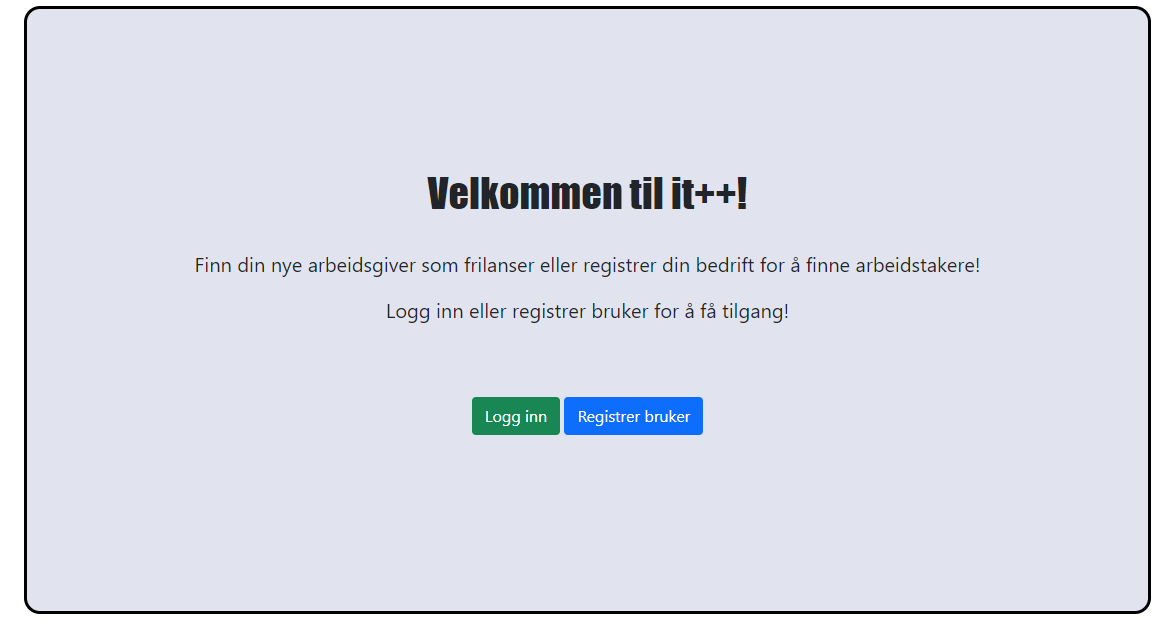 Velkommen til it++!
Finn din nye arbeidsgiver som frilanser eller registrer din bedrift for å finne arbeidstakere!
Logg inn eller registrer bruker for å få tilgang!
Logg inn
Registrer bruker